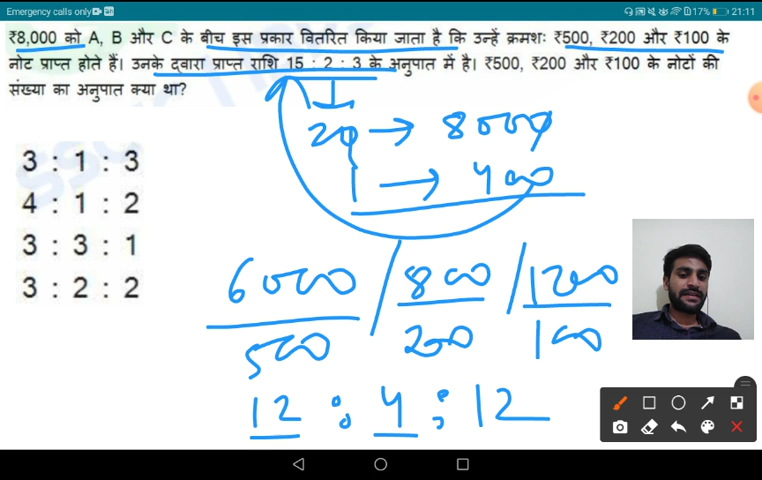 Emergency calls only 17% 21:11
₹8,000 को A, B और C के बीच इस प्रकार वितरित किया जाता है कि उन्हें क्रमशः ₹500, ₹200 और ₹100 के
नोट प्राप्त होते हैं। उनके द्वारा प्राप्त राशि 15 : 2 : 3 के अनुपात में है। ₹500, ₹200 और ₹100 के नोटों की
संख्या का अनुपात क्या था?
20 → 8000
1 → 400
3 : 1 : 3
4 : 1 : 2
3 : 3 : 1
3 : 2 : 2
6000 / 800 / 1200
500 200 100
12 : 4 : 12